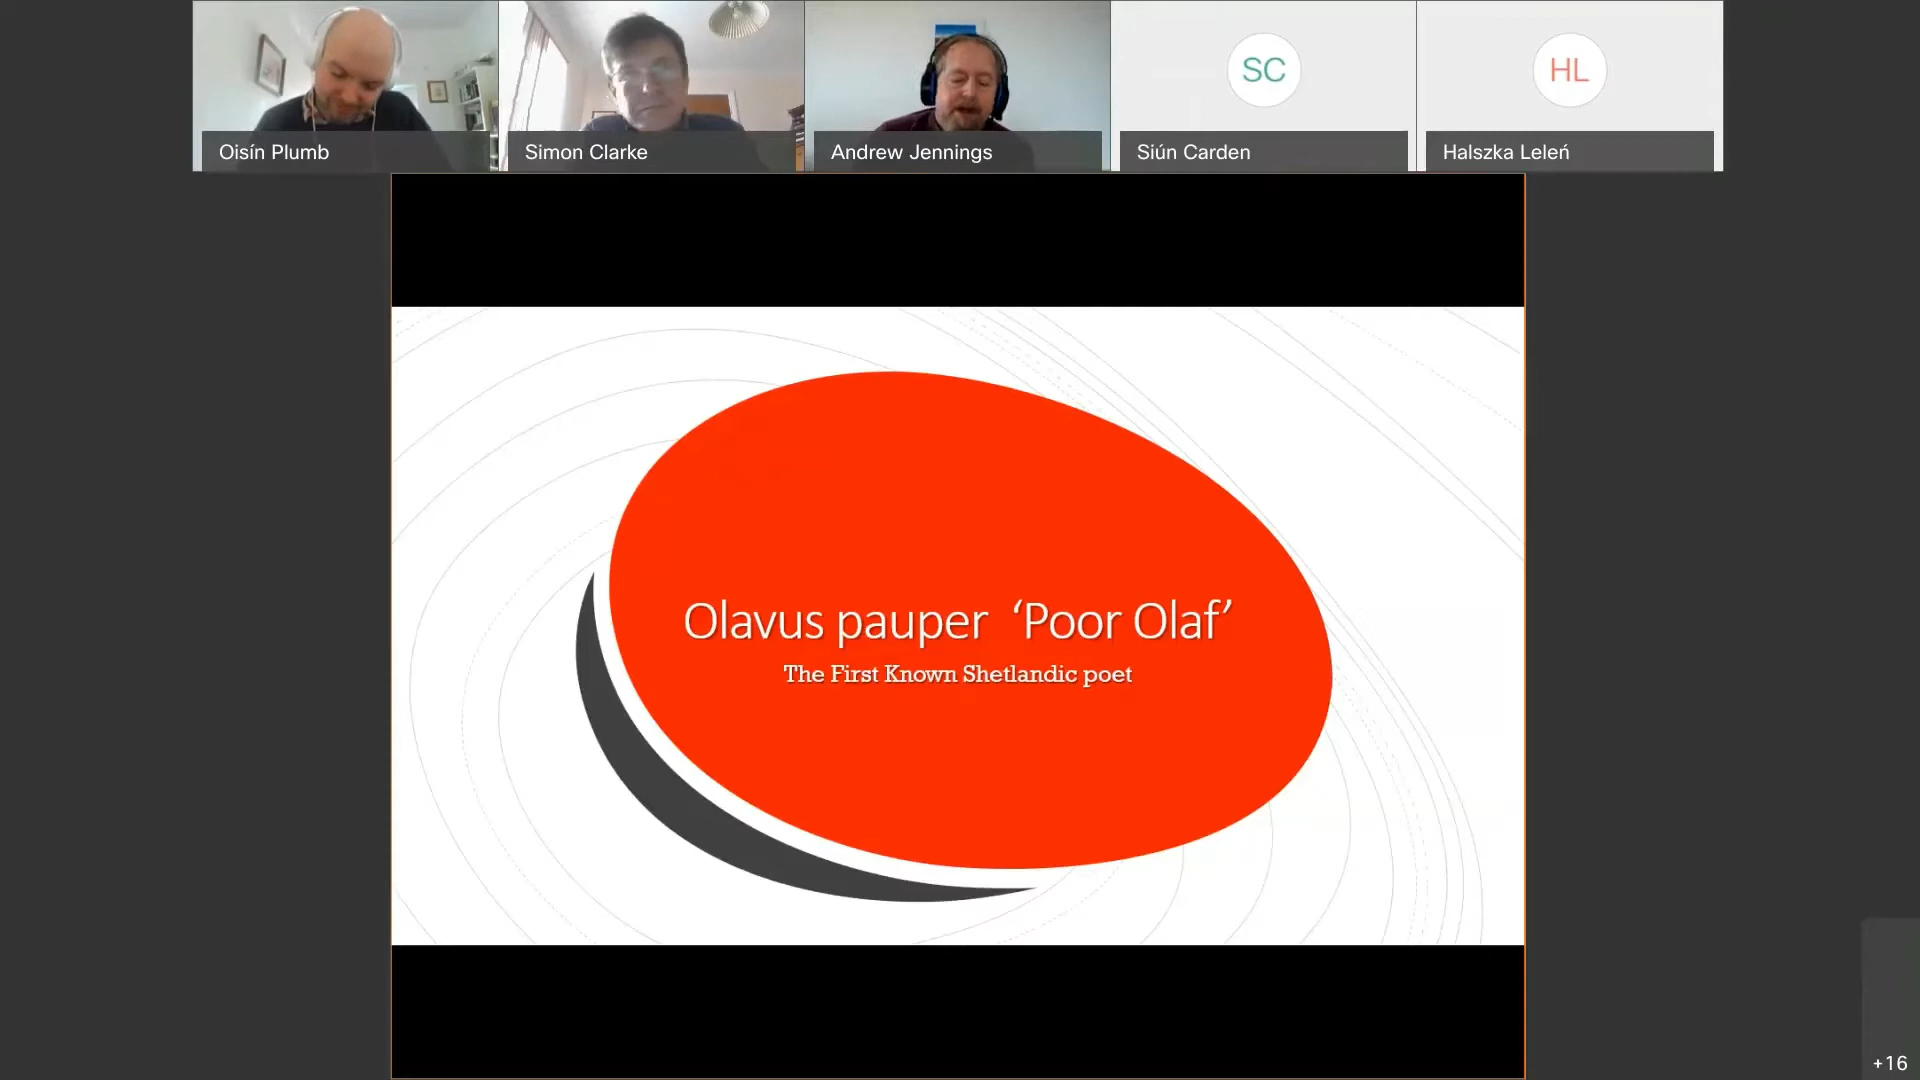 Oisín Plumb
Simon Clarke
Andrew Jennings
SC
Siún Carden
HL
Halszka Leleń
Olavus pauper ‘Poor Olaf’
The First Known Shetlandic poet
+16